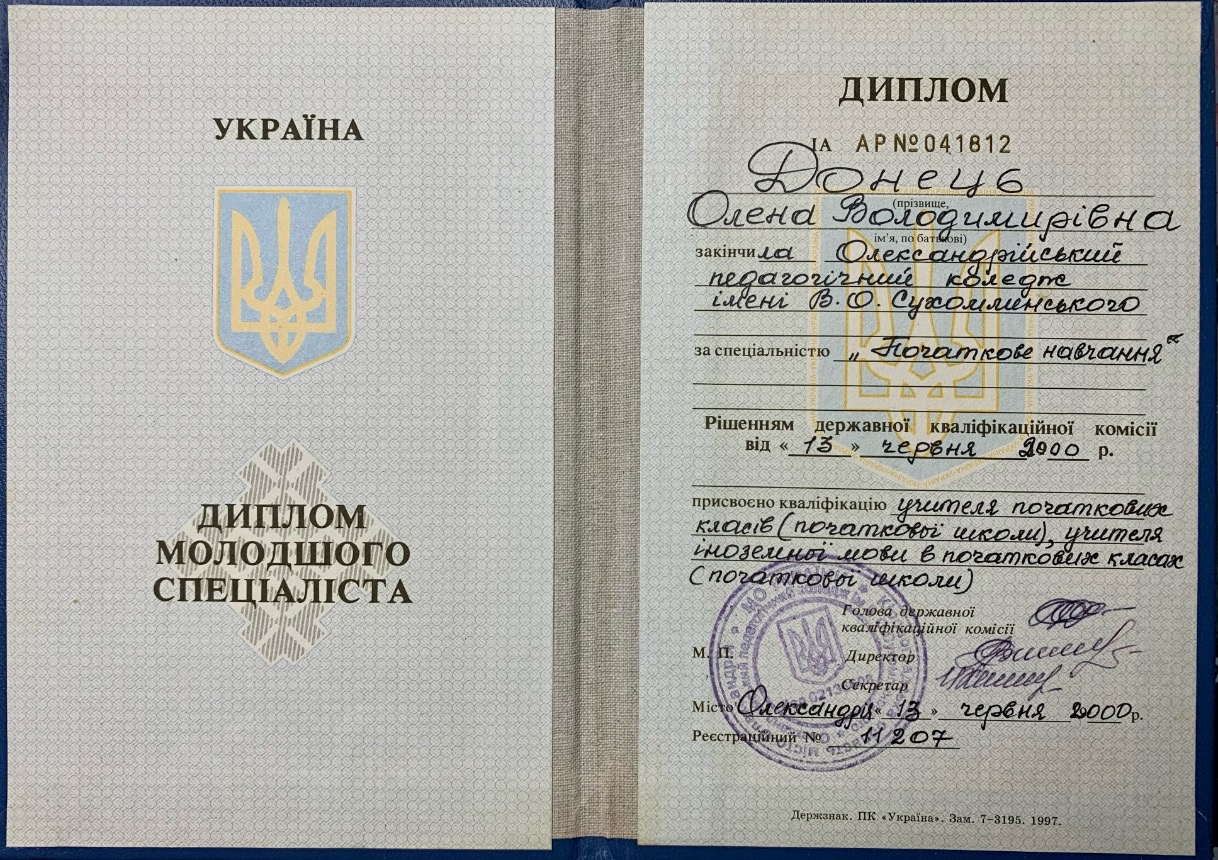 УКРАЇНА
ДИПЛОМ
МОЛОДШОГО
СПЕЦІАЛІСТА
ДИПЛОМ
ІА АР №041812
Донець
(прізвище,
Олена Володимирівна
ім'я, по батькові)
закінчила Олександрійський
педагогічний коледж
імені В.О. Сухомлинського
за спеціальністю „Початкове навчання“
Рішенням державної кваліфікаційної комісії
від «13» червня 2000 р.
присвоєно кваліфікацію учителя початкових
класів (початкової школи), учителя
іноземної мови в початкових класах
(початкової школи)
Голова державної
кваліфікаційної комісії
М. П.
Директор
Секретар
Місто Олександрія «13» червня 2000р.
Реєстраційний № 11207
Держзнак. ПК «Україна». Зам. 7–3195. 1997.